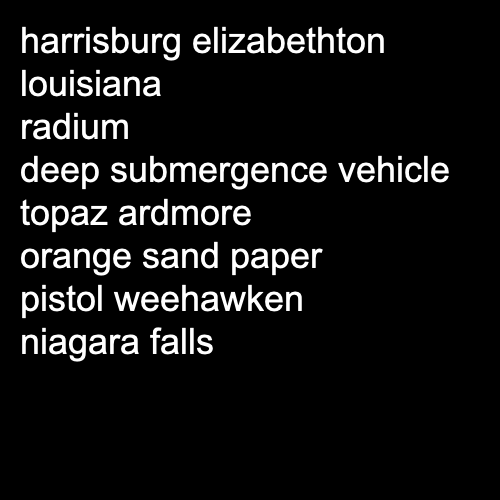 harrisburg elizabethton
louisiana
radium
deep submergence vehicle
topaz ardmore
orange sand paper
pistol weehawken
niagara falls